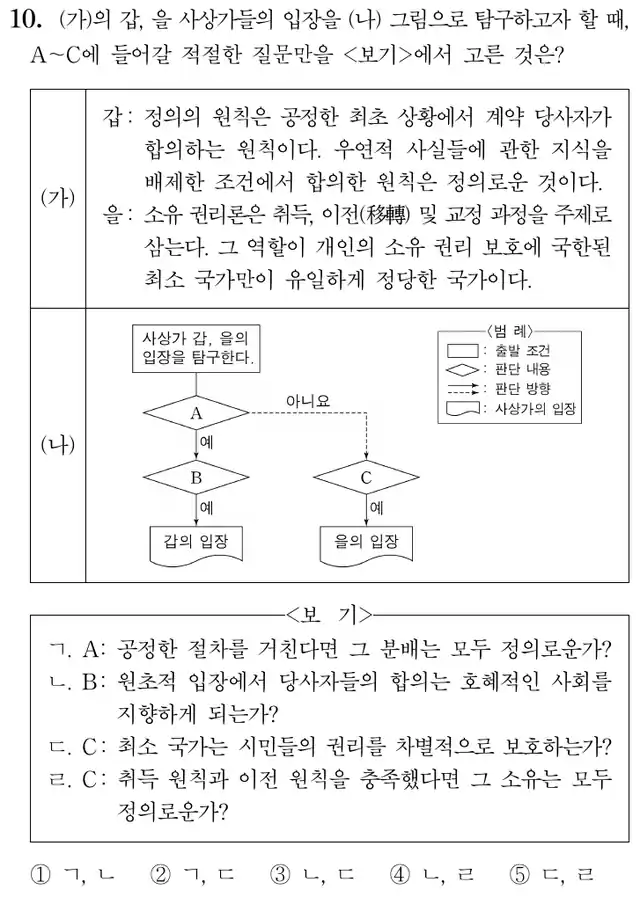 10. (가)의 갑, 을 사상가들의 입장을 (나) 그림으로 탐구하고자 할 때,
A~C에 들어갈 적절한 질문만을 <보기>에서 고른 것은?
(가)
갑: 정의의 원칙은 공정한 최초 상황에서 계약 당사자가
합의하는 원칙이다. 우연적 사실들에 관한 지식을
배제한 조건에서 합의한 원칙은 정의로운 것이다.
을: 소유 권리론은 취득, 이전(移轉) 및 교정 과정을 주제로
삼는다. 그 역할이 개인의 소유 권리 보호에 국한된
최소 국가만이 유일하게 정당한 국가이다.
(나)
사상가 갑, 을의
입장을 탐구한다.
<범 례>
: 출발 조건
: 판단 내용
: 판단 방향
: 사상가의 입장
A
아니요
예
B
C
예
예
갑의 입장
을의 입장
<보 기>
ㄱ. A: 공정한 절차를 거친다면 그 분배는 모두 정의로운가?
ㄴ. B: 원초적 입장에서 당사자들의 합의는 호혜적인 사회를
지향하게 되는가?
ㄷ. C: 최소 국가는 시민들의 권리를 차별적으로 보호하는가?
ㄹ. C: 취득 원칙과 이전 원칙을 충족했다면 그 소유는 모두
정의로운가?
① ㄱ, ㄴ ② ㄱ, ㄷ ③ ㄴ, ㄷ ④ ㄴ, ㄹ ⑤ ㄷ, ㄹ